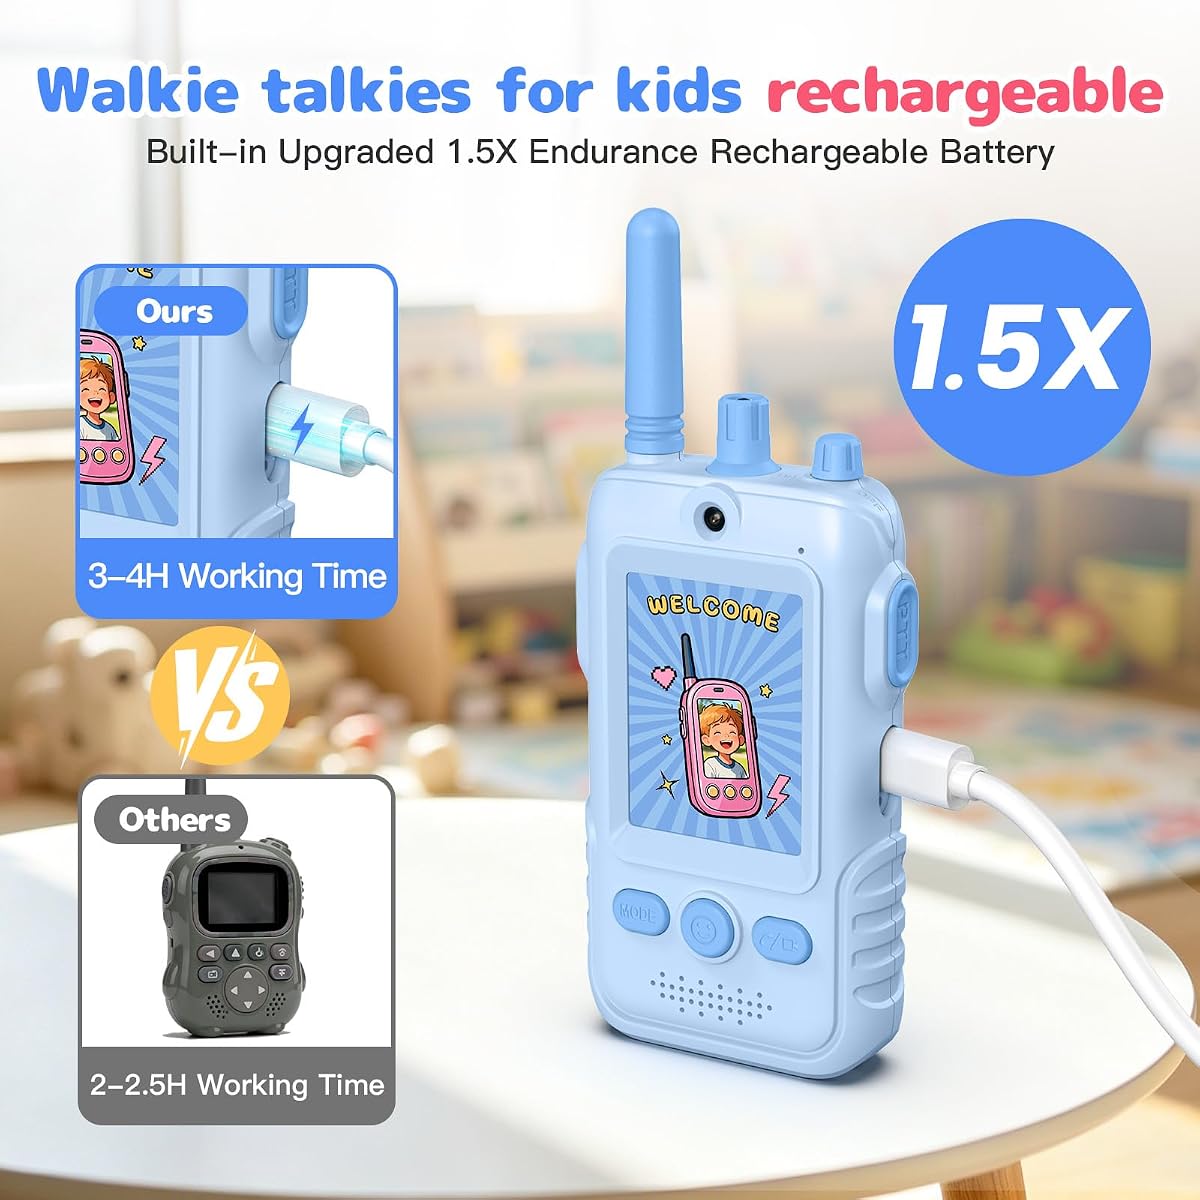 Walkie talkies for kids rechargeable
Built-in Upgraded 1.5X Endurance Rechargeable Battery
1.5X
Ours
3-4H Working Time
VS
Others
2-2.5H Working Time
WELCOME
PTT
MODE